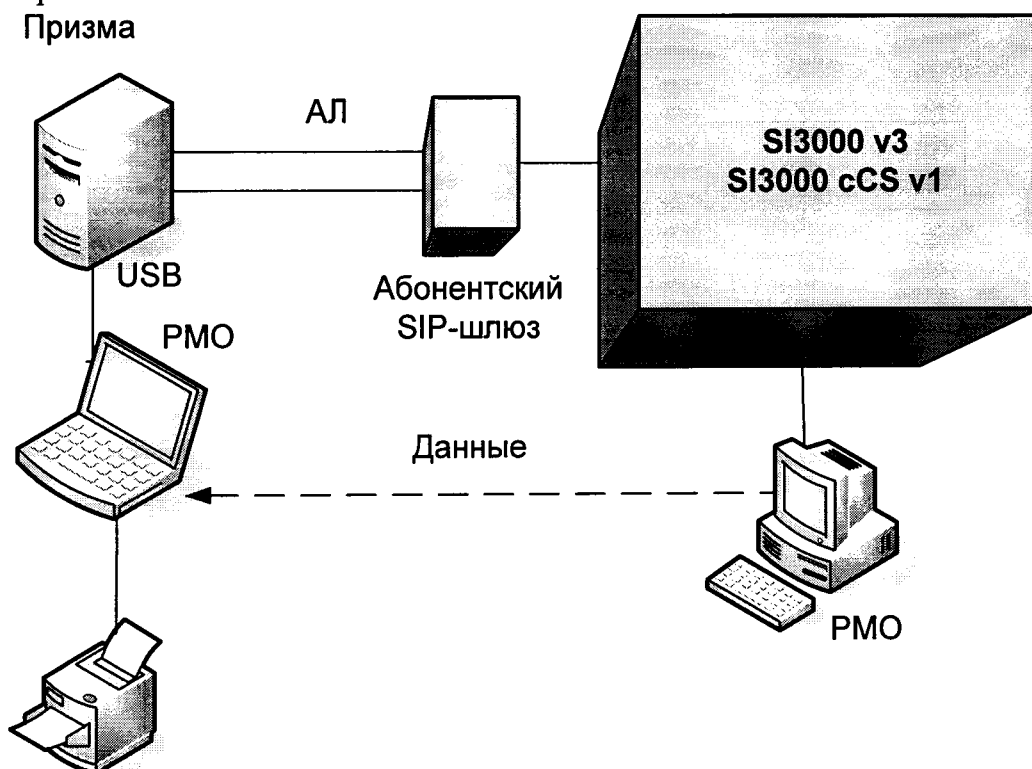 Призма
АЛ
SI3000 v3
SI3000 cCS v1
USB
Абонентский
SIP-шлюз
РМО
Данные
РМО